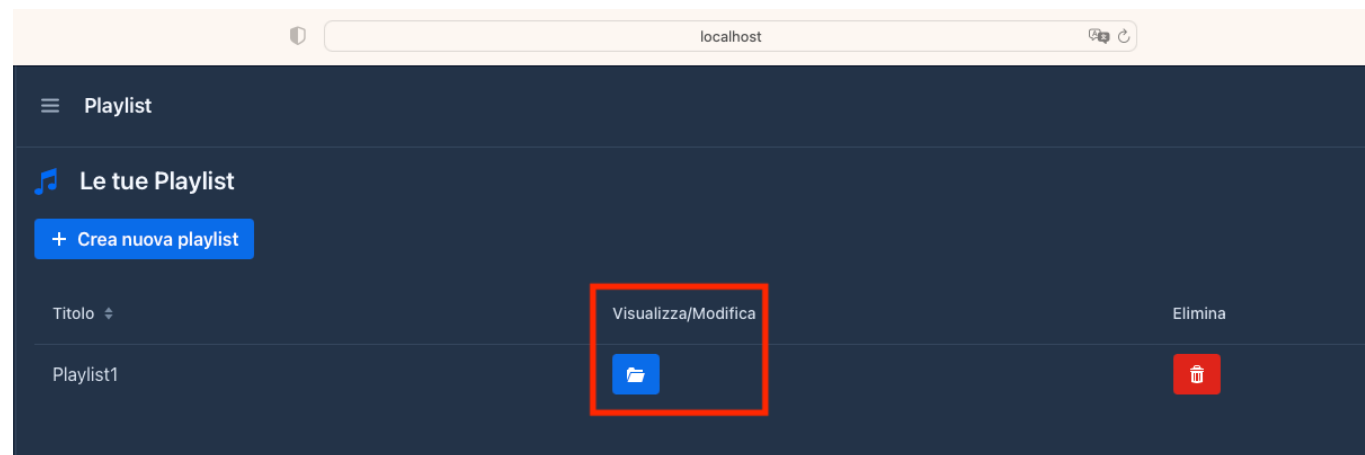 localhost
Playlist
Le tue Playlist
+ Crea nuova playlist
Titolo Visualizza/Modifica Elimina
Playlist1